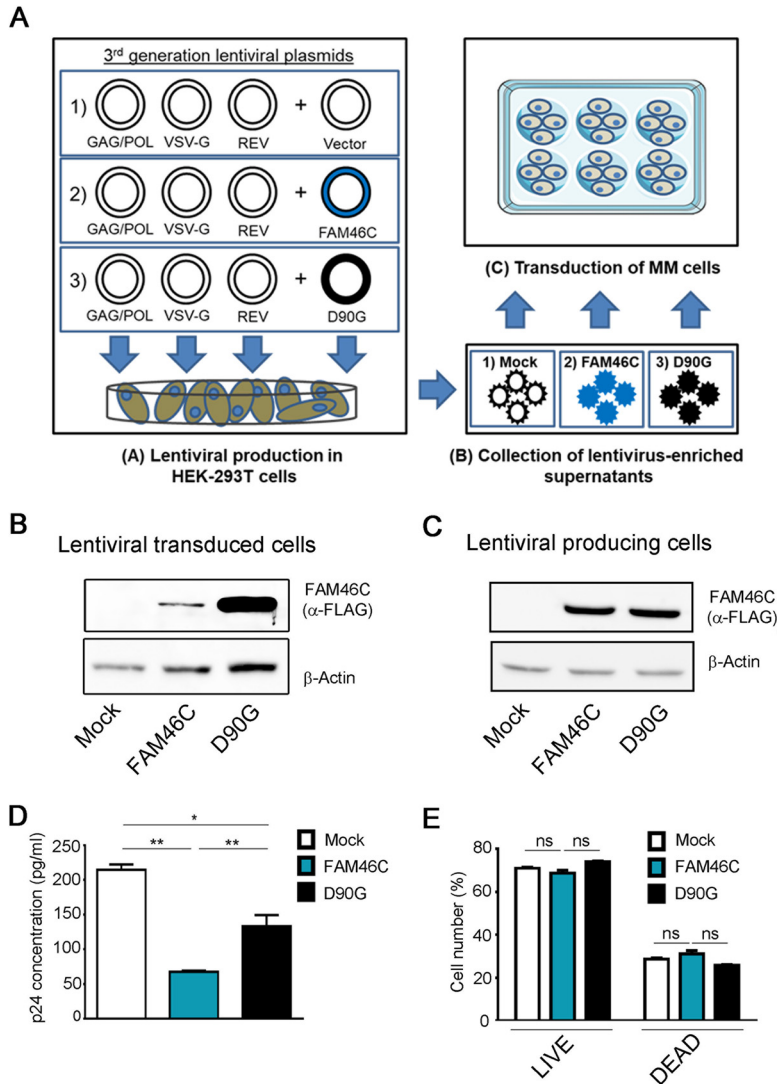 A
3rd generation lentiviral plasmids
1) + 
GAG/POL VSV-G REV Vector
2) +
GAG/POL VSV-G REV FAM46C
3) +
GAG/POL VSV-G REV D90G
(A) Lentiviral production in
HEK-293T cells
(C) Transduction of MM cells
1) Mock 2) FAM46C 3) D90G
(B) Collection of lentivirus-enriched
supernatants
B
Lentiviral transduced cells
FAM46C
(α-FLAG)
β-Actin
Mock FAM46C D90G
C
Lentiviral producing cells
FAM46C
(α-FLAG)
β-Actin
Mock FAM46C D90G
D
p24 concentration (pg/ml)
250
200
150
100
50
0
*
** **
Mock
FAM46C
D90G
E
Cell number (%)
80
60
40
20
0
ns ns
ns ns
Mock
FAM46C
D90G
LIVE DEAD